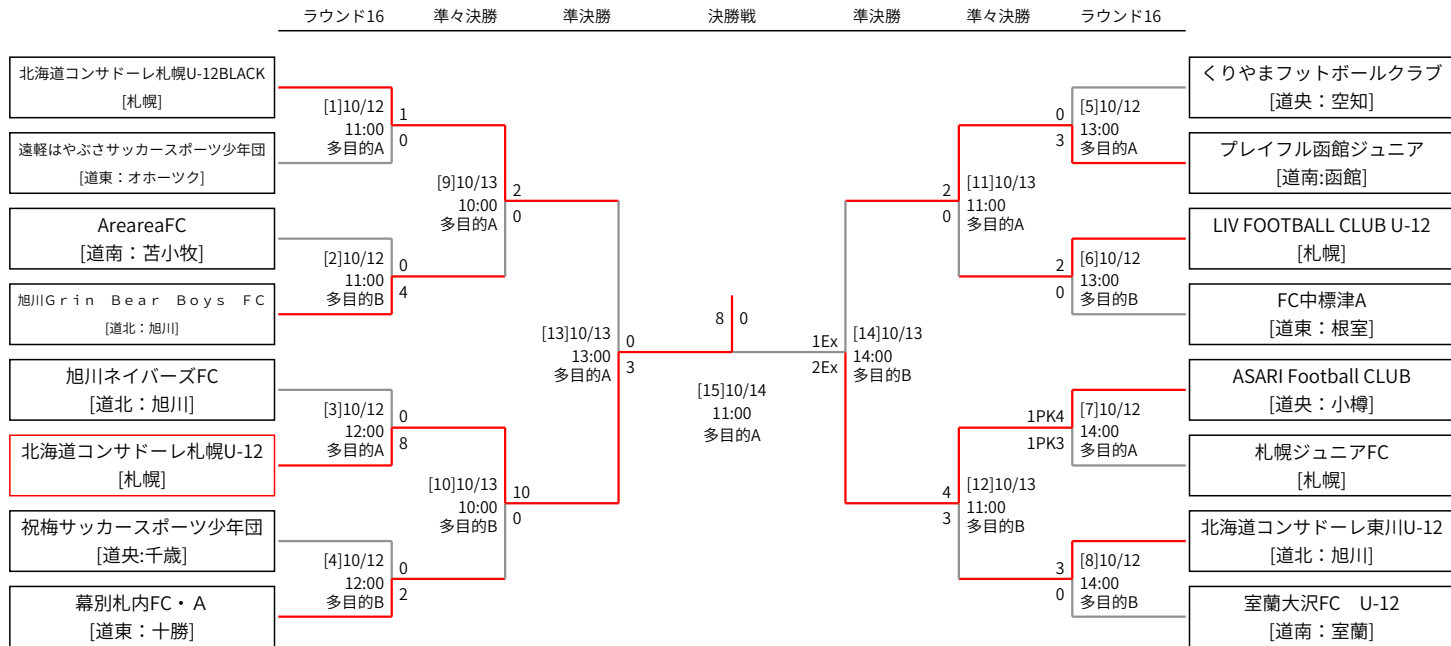 ラウンド16 準々決勝 準決勝 決勝戦 準決勝 準々決勝 ラウンド16
北海道コンサドーレ札幌U-12BLACK
[札幌]
遠軽はやぶさサッカースポーツ少年団
[道東：オホーツク]
AreareaFC
[道南：苫小牧]
旭川Ｇｒｉｎ　Ｂｅａｒ　Ｂｏｙｓ　ＦＣ
[道北：旭川]
旭川ネイバーズFC
[道北：旭川]
北海道コンサドーレ札幌U-12
[札幌]
祝梅サッカースポーツ少年団
[道央:千歳]
幕別札内FC・Ａ
[道東：十勝]
[1]10/12
11:00
多目的A
1
0
[2]10/12
11:00
多目的B
0
4
[3]10/12
12:00
多目的A
0
8
[4]10/12
12:00
多目的B
0
2
[9]10/13
10:00
多目的A
2
0
[10]10/13
10:00
多目的B
10
0
[13]10/13
13:00
多目的A
0
3
8 0
[15]10/14
11:00
多目的A
1Ex
2Ex
[14]10/13
14:00
多目的B
2
0
[11]10/13
11:00
多目的A
4
3
[12]10/13
11:00
多目的B
0
3
[5]10/12
13:00
多目的A
2
0
[6]10/12
13:00
多目的B
1PK4
1PK3
[7]10/12
14:00
多目的A
3
0
[8]10/12
14:00
多目的B
くりやまフットボールクラブ
[道央：空知]
プレイフル函館ジュニア
[道南:函館]
LIV FOOTBALL CLUB U-12
[札幌]
FC中標津A
[道東：根室]
ASARI Football CLUB
[道央：小樽]
札幌ジュニアFC
[札幌]
北海道コンサドーレ東川U-12
[道北：旭川]
室蘭大沢FC　U-12
[道南：室蘭]